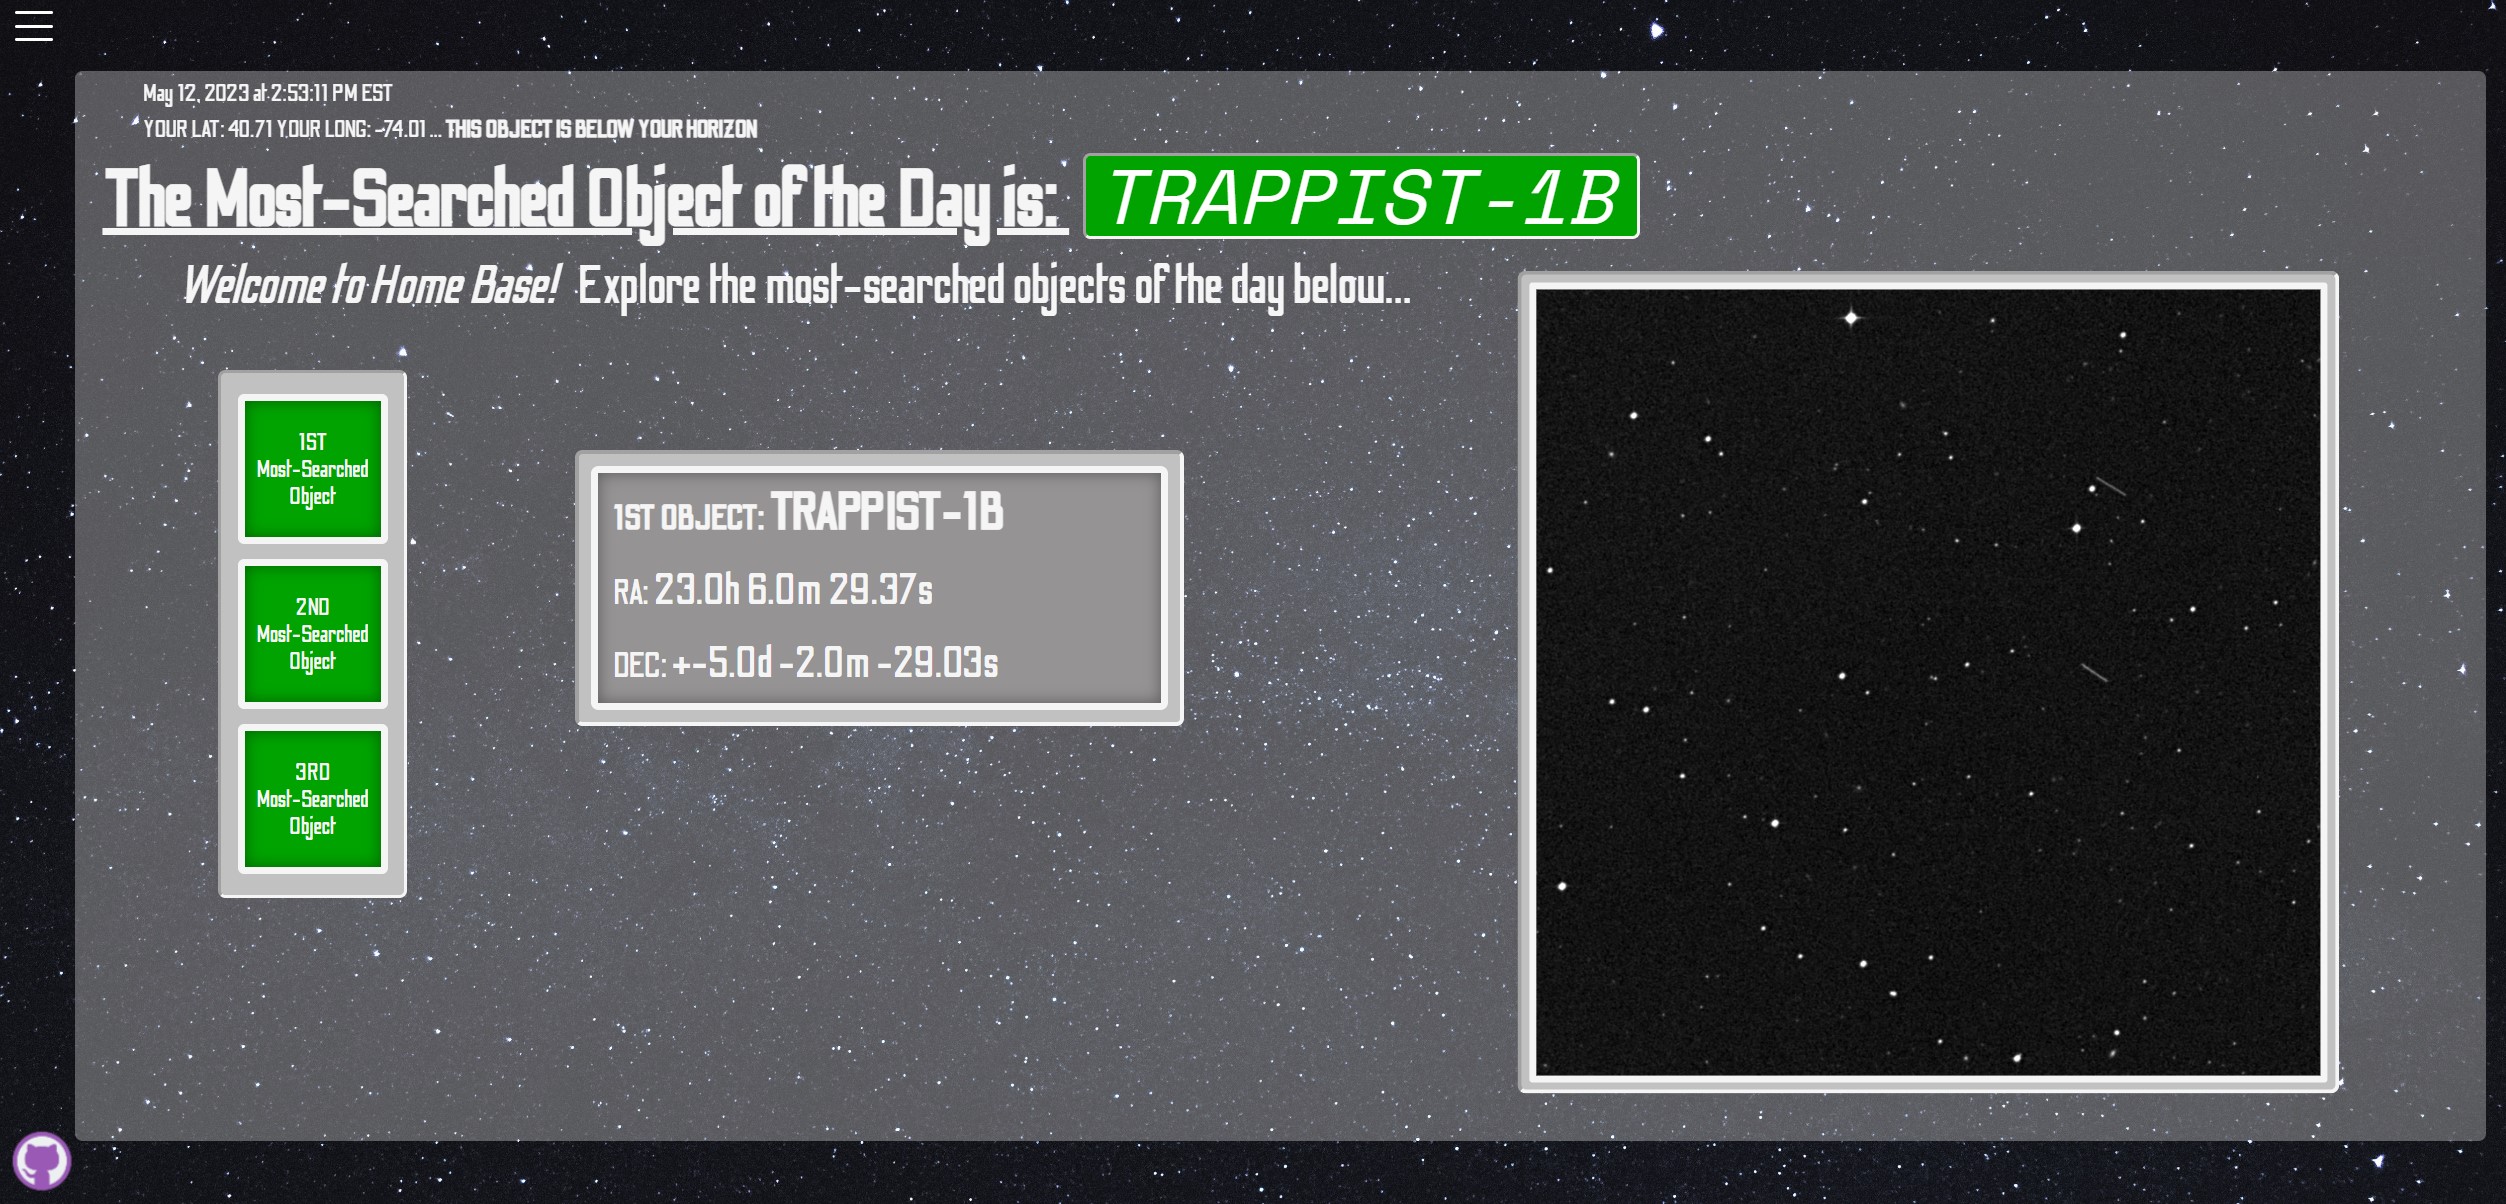 May 12, 2023 at 2:53:11 PM EST
YOUR LAT: 40.71 YOUR LONG: -74.01 ... THIS OBJECT IS BELOW YOUR HORIZON
The Most-Searched Object of the Day is: TRAPPIST-1B
Welcome to Home Base! Explore the most-searched objects of the day below...
1ST
Most-Searched
Object
2ND
Most-Searched
Object
3RD
Most-Searched
Object
1ST OBJECT: TRAPPIST-1B
RA: 23.0h 6.0m 29.37s
DEC: +-5.0d -2.0m -29.03s